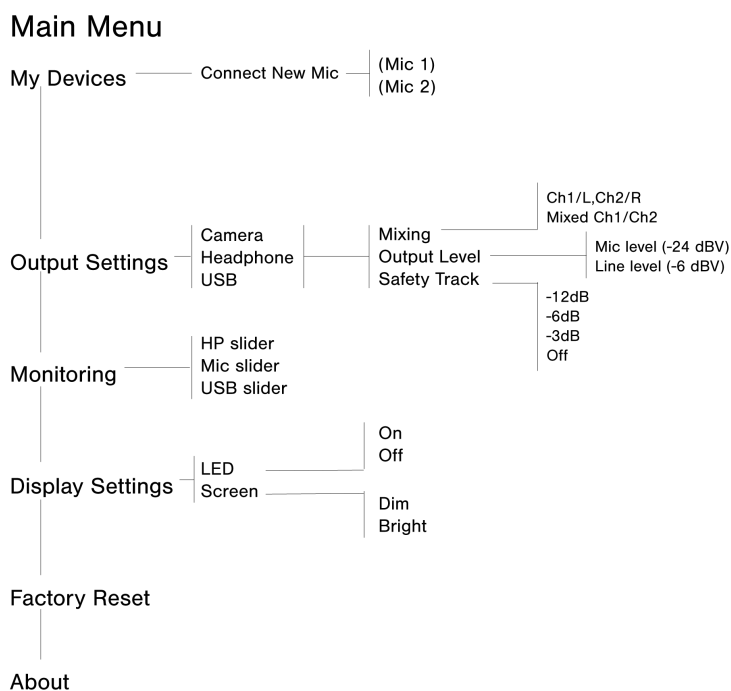 Main Menu
My Devices
Connect New Mic
(Mic 1)
(Mic 2)
Output Settings
Camera
Headphone
USB
Mixing
Output Level
Safety Track
Ch1/L,Ch2/R
Mixed Ch1/Ch2
Mic level (-24 dBV)
Line level (-6 dBV)
-12dB
-6dB
-3dB
Off
Monitoring
HP slider
Mic slider
USB slider
Display Settings
LED
Screen
On
Off
Dim
Bright
Factory Reset
About